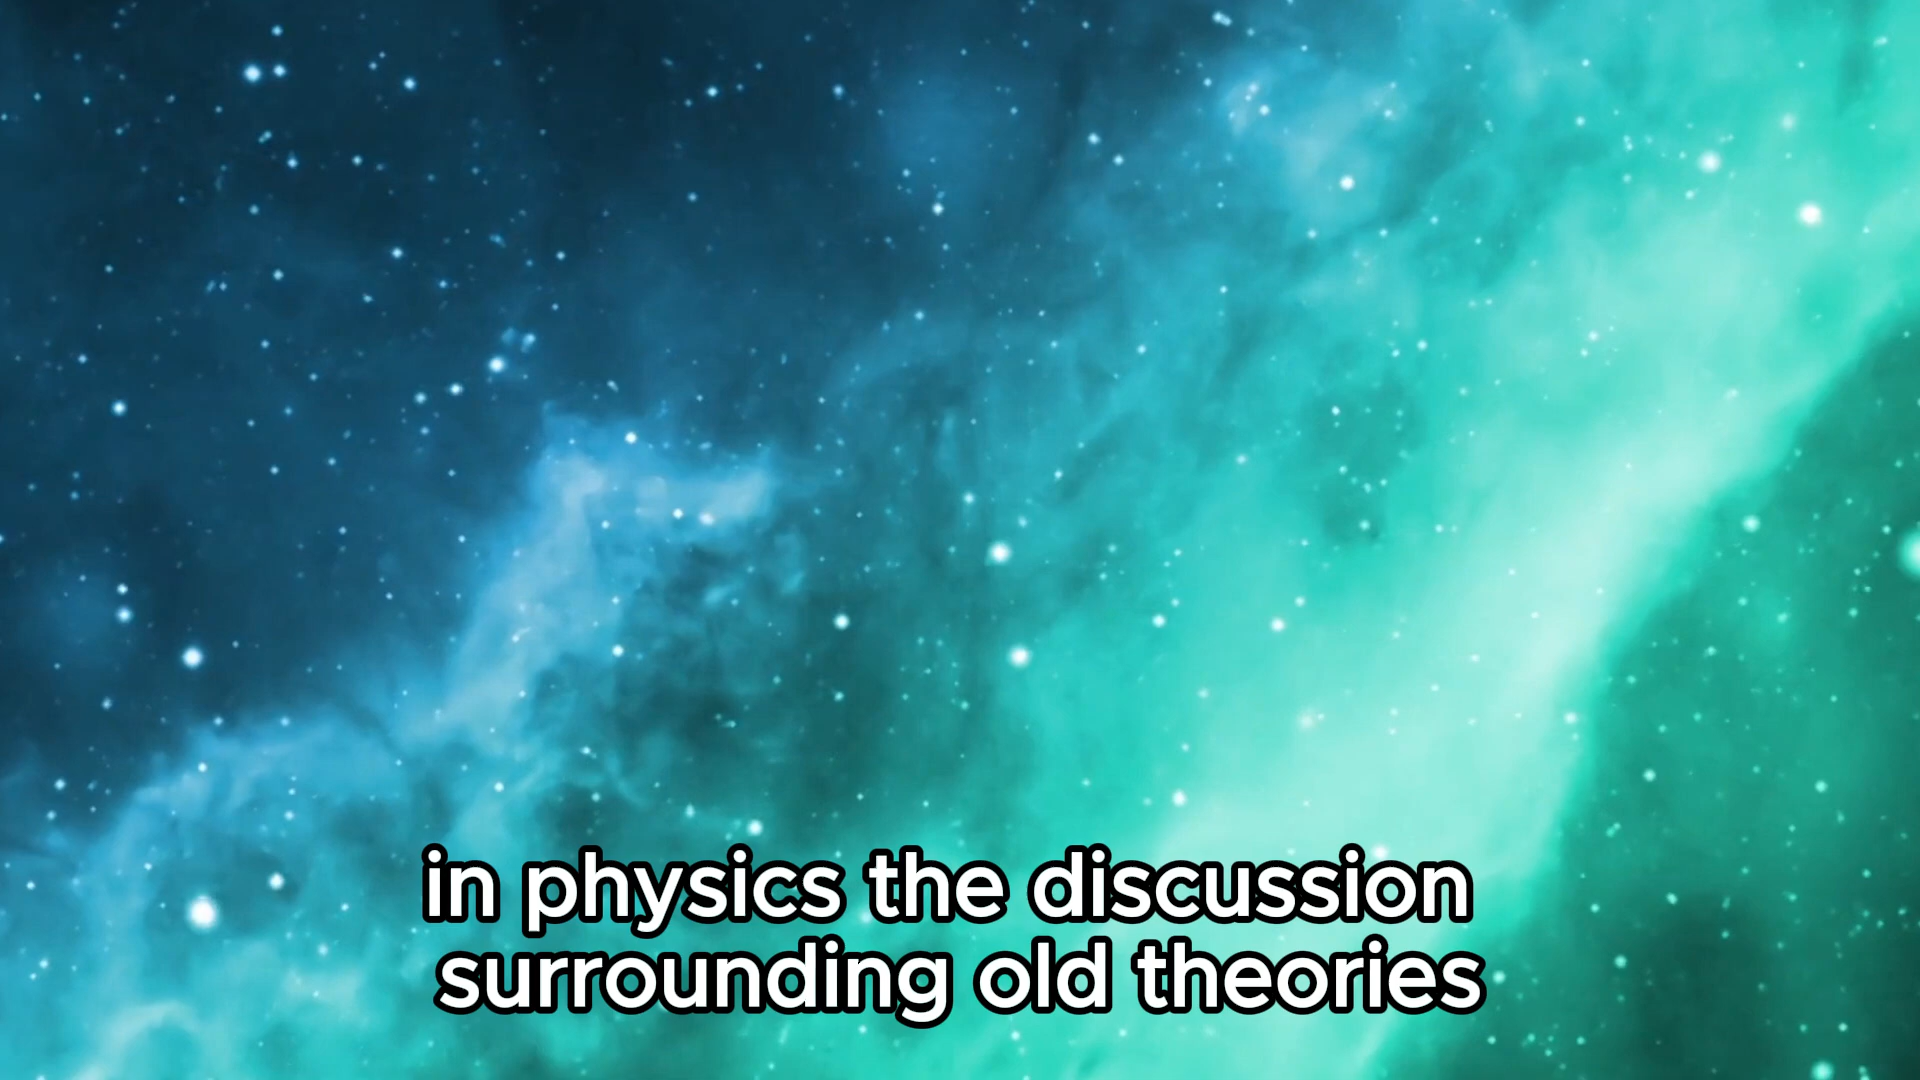 in physics the discussion
surrounding old theories